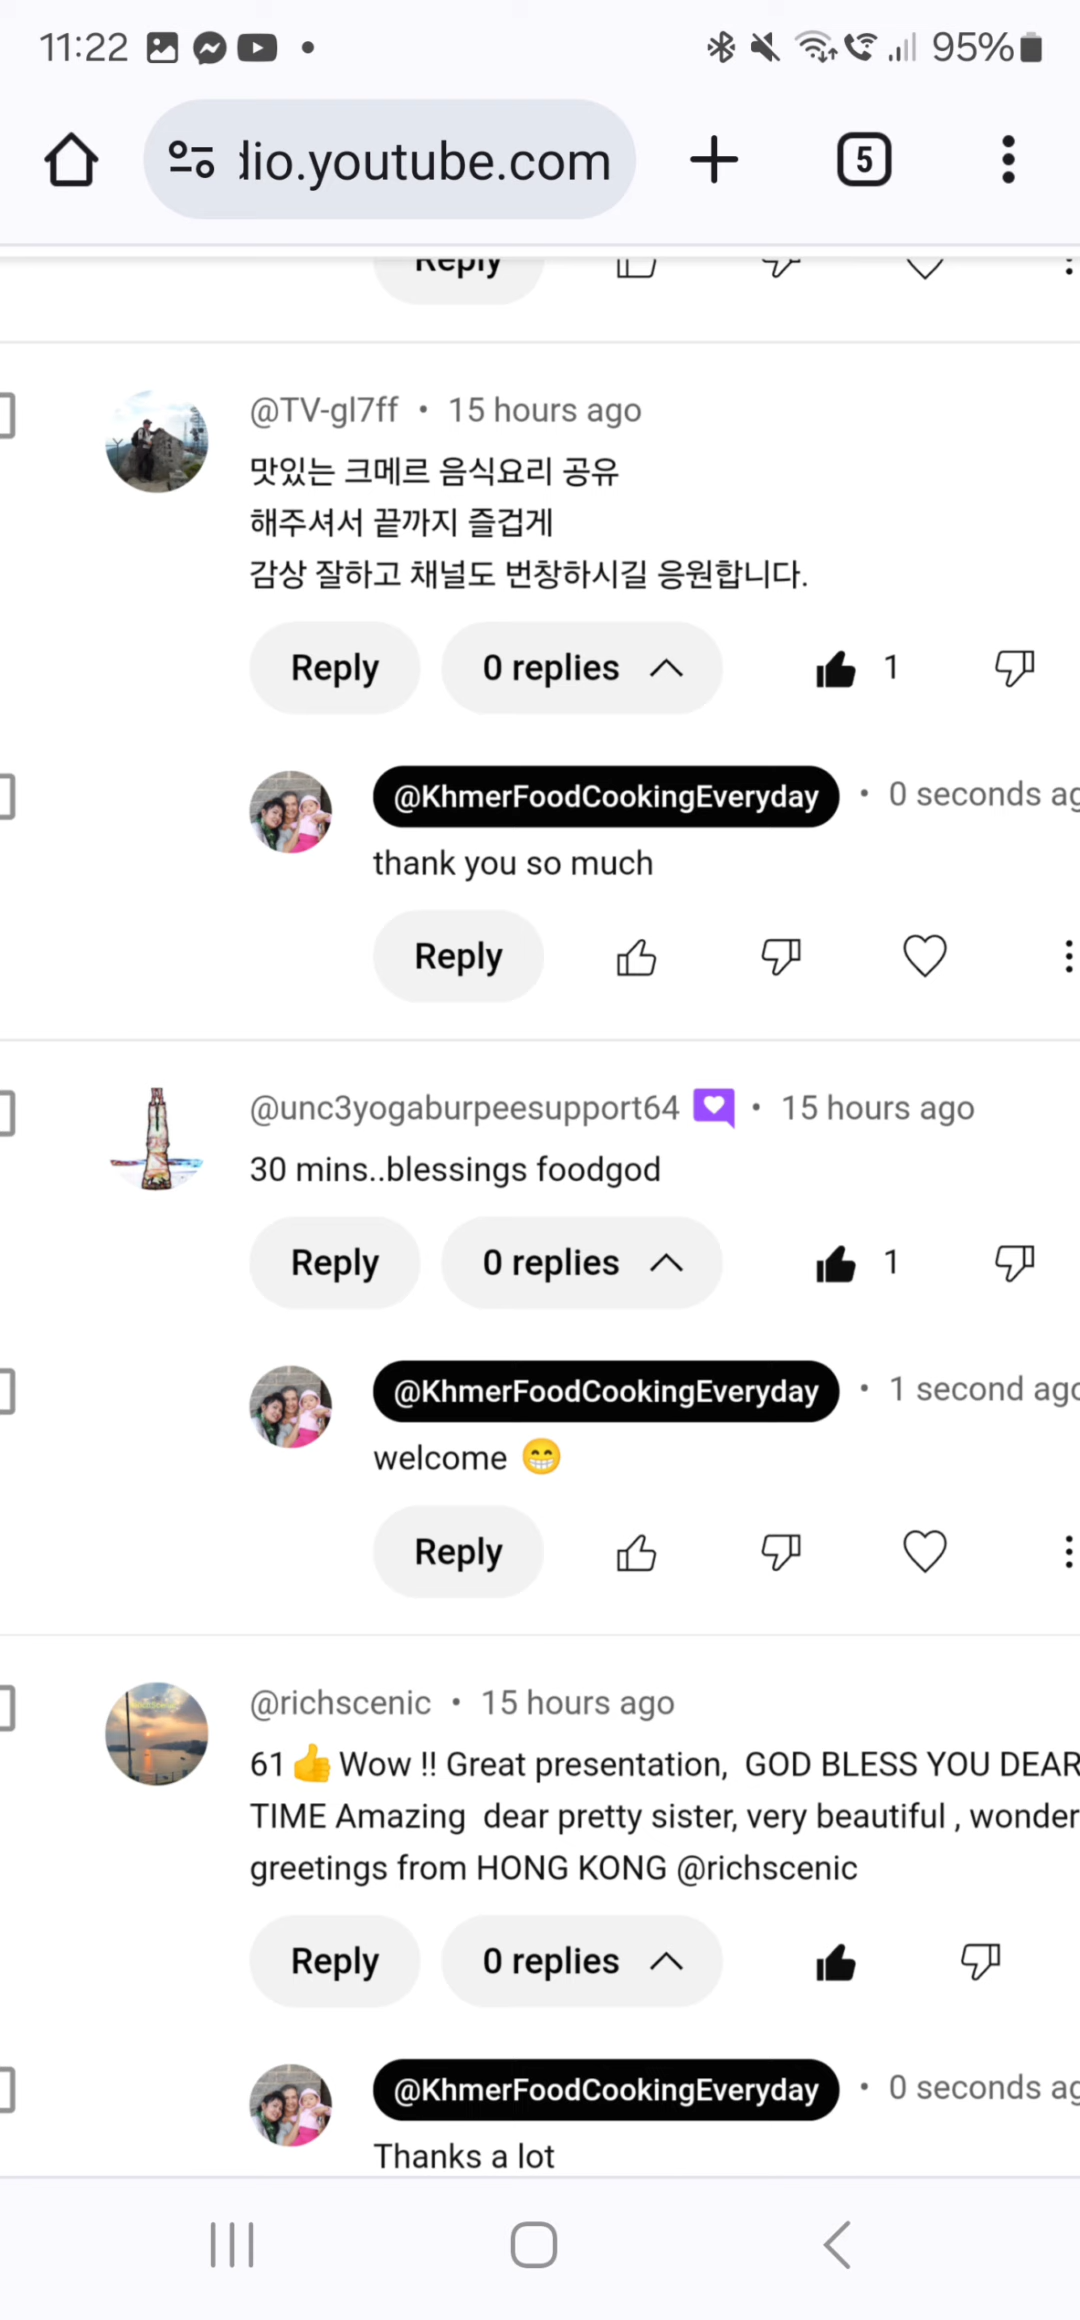 11:22
95%
lio.youtube.com
5
Reply
@TV-gl7ff • 15 hours ago
맛있는 크메르 음식요리 공유
해주셔서 끝까지 즐겁게
감상 잘하고 채널도 번창하시길 응원합니다.
Reply 0 replies 1
@KhmerFoodCookingEveryday • 0 seconds ag
thank you so much
Reply
@unc3yogaburpeesupport64 • 15 hours ago
30 mins..blessings foodgod
Reply 0 replies 1
@KhmerFoodCookingEveryday • 1 second ago
welcome 😁
Reply
@richscenic • 15 hours ago
61👍Wow !! Great presentation, GOD BLESS YOU DEAR
TIME Amazing dear pretty sister, very beautiful , wonder
greetings from HONG KONG @richscenic
Reply 0 replies
@KhmerFoodCookingEveryday • 0 seconds ag
Thanks a lot